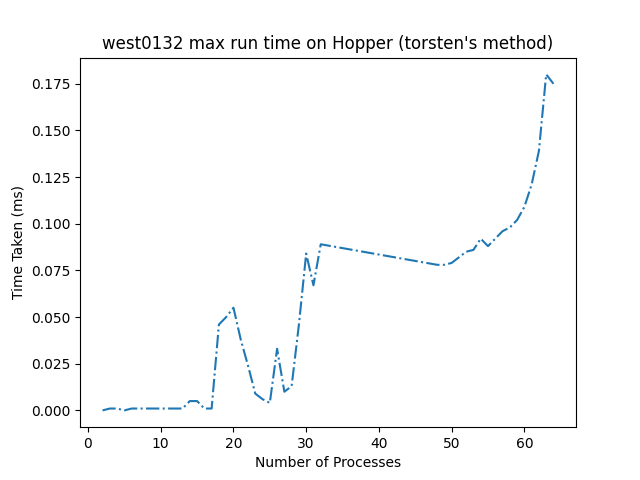 west0132 max run time on Hopper (torsten's method)
0.175
0.150
0.125
0.100
0.075
0.050
0.025
0.000
Time Taken (ms)
0 10 20 30 40 50 60
Number of Processes